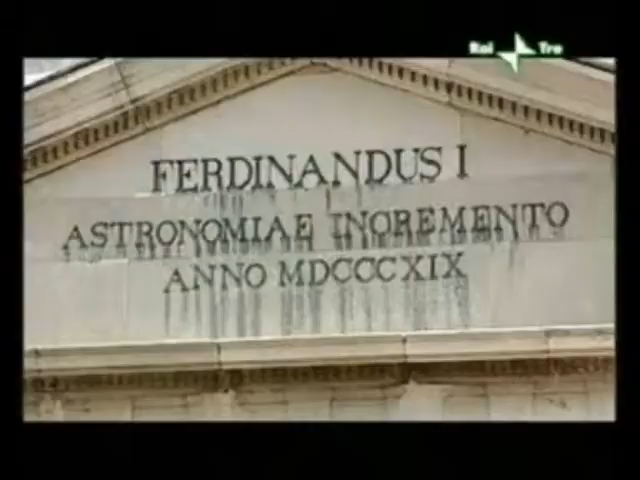 Rai Tre
FERDINANDUS I
ASTRONOMIAE INCREMENTO
ANNO MDCCCXIX